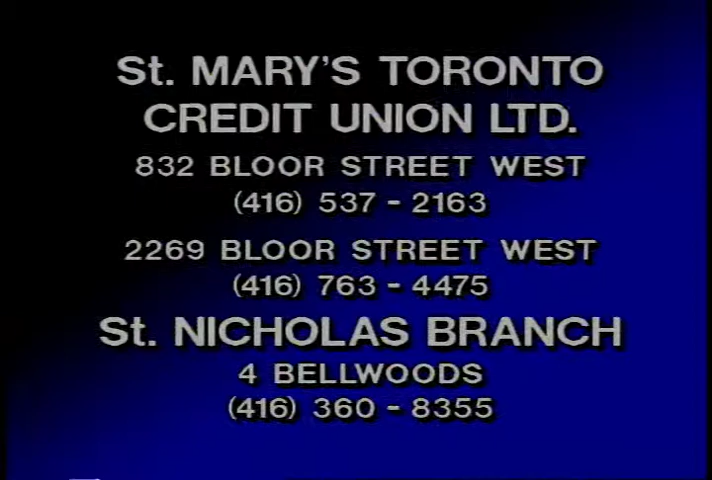 St. MARY'S TORONTO
CREDIT UNION LTD.
832 BLOOR STREET WEST
(416) 537 - 2163
2269 BLOOR STREET WEST
(416) 763 - 4475
St. NICHOLAS BRANCH
4 BELLWOODS
(416) 360 - 8355